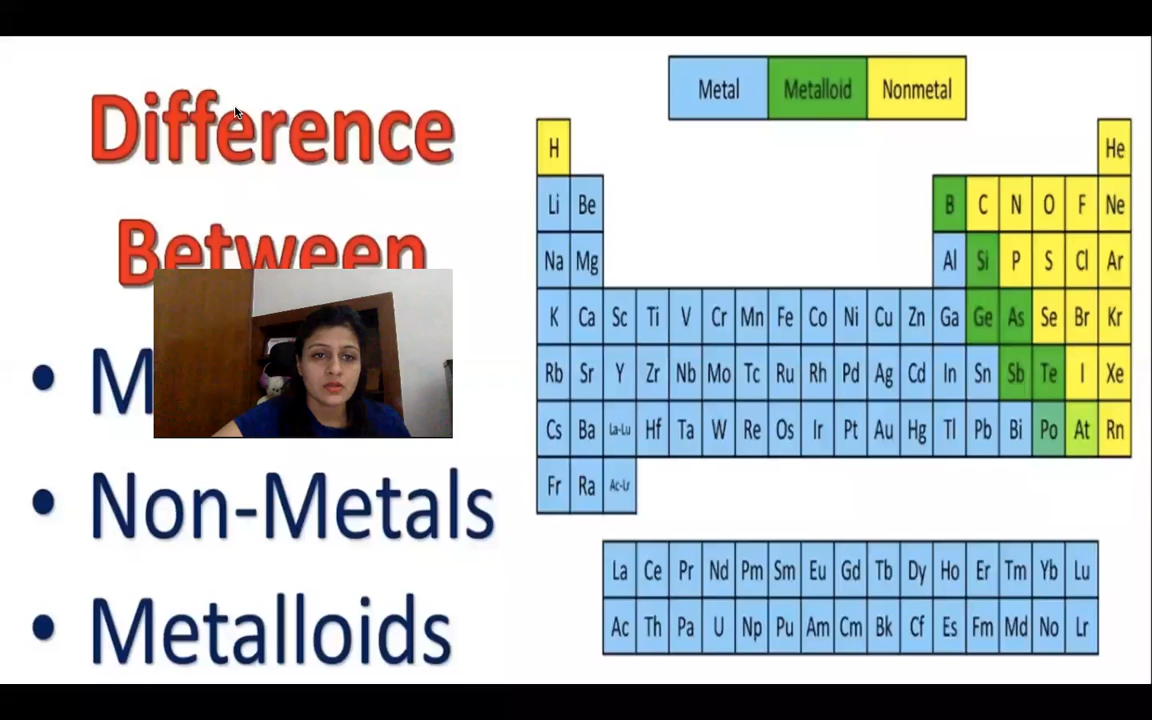 Difference
Between
• M
• Non-Metals
• Metalloids
Metal Metalloid Nonmetal
H He
Li Be B C N O F Ne
Na Mg Al Si P S Cl Ar
K Ca Sc Ti V Cr Mn Fe Co Ni Cu Zn Ga Ge As Se Br Kr
Rb Sr Y Zr Nb Mo Tc Ru Rh Pd Ag Cd In Sn Sb Te I Xe
Cs Ba La-Lu Hf Ta W Re Os Ir Pt Au Hg Tl Pb Bi Po At Rn
Fr Ra Ac-Lr
La Ce Pr Nd Pm Sm Eu Gd Tb Dy Ho Er Tm Yb Lu
Ac Th Pa U Np Pu Am Cm Bk Cf Es Fm Md No Lr